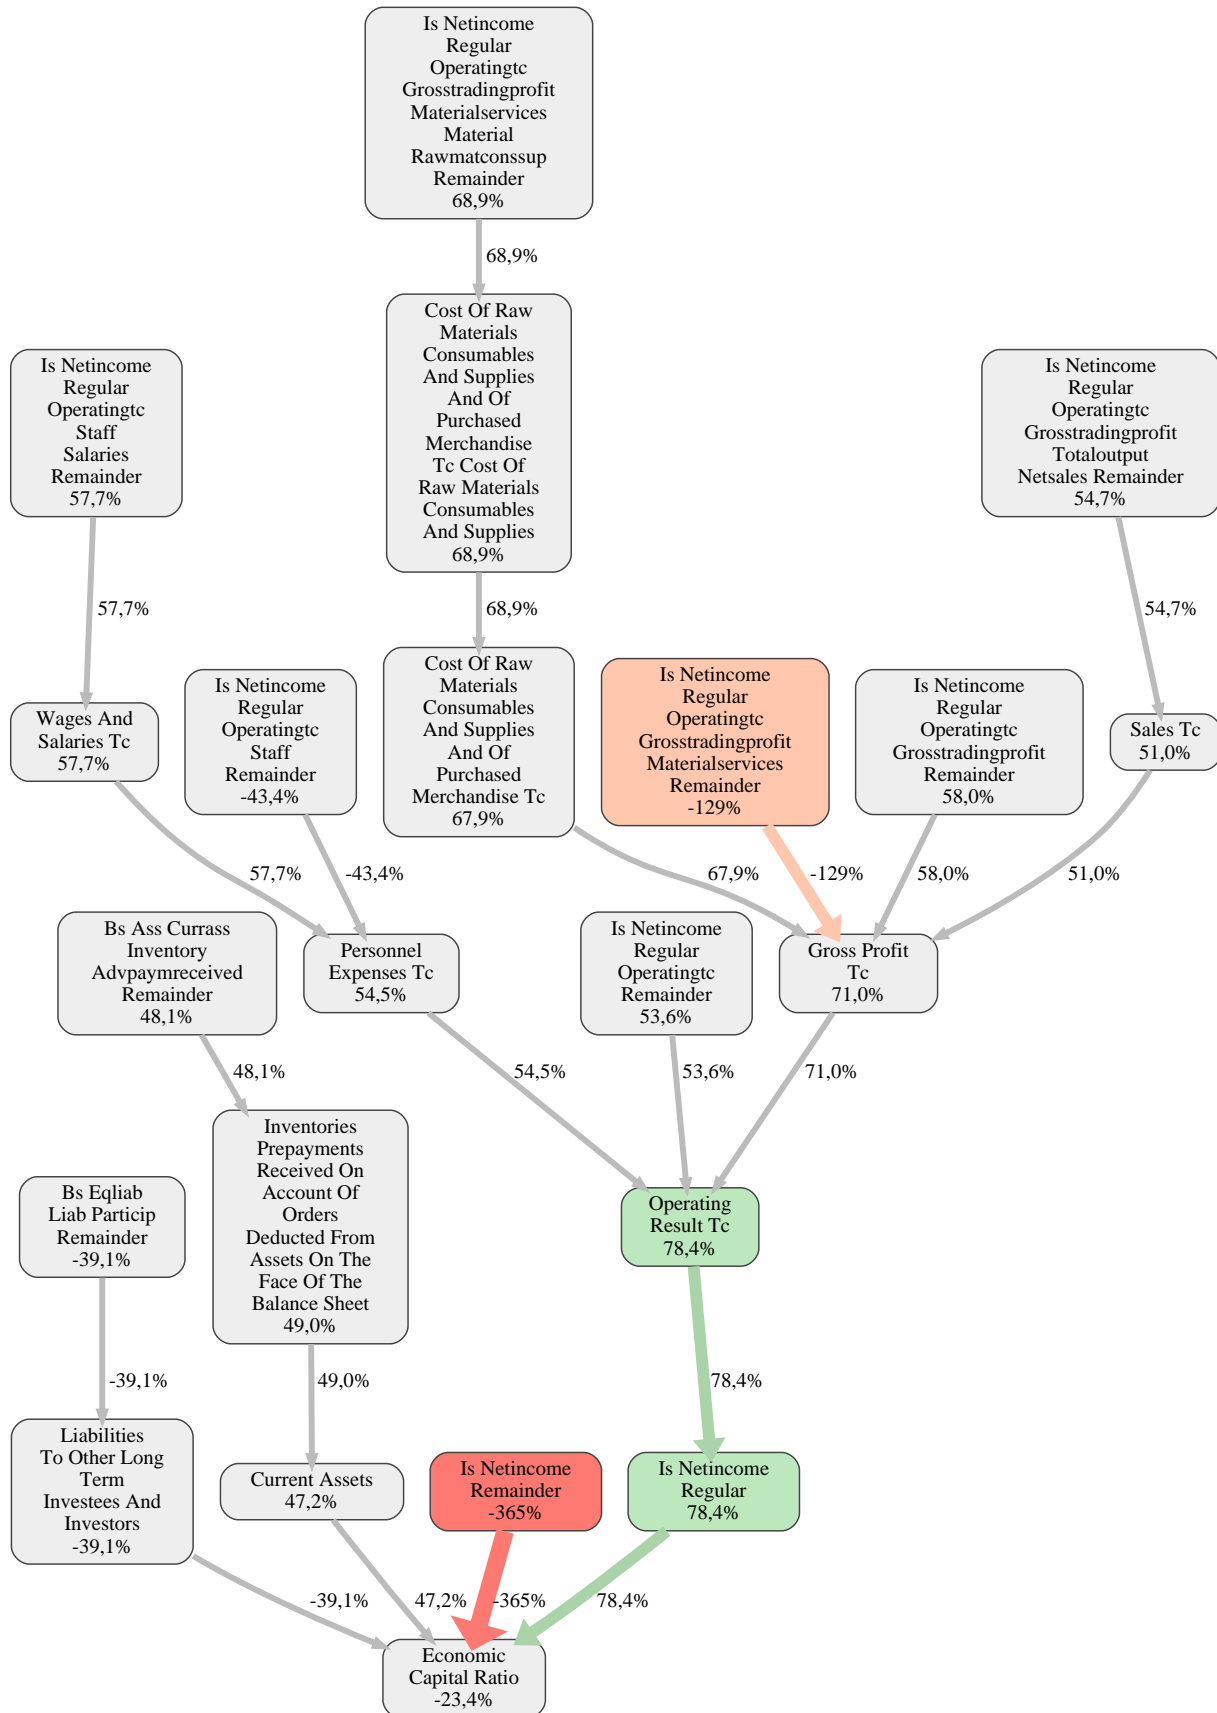 Is Netincome
Regular
Operatingtc
Grosstradingprofit
Materialservices
Material
Rawmatconssup
Remainder
68,9%
68,9%
Cost Of Raw
Materials
Consumables
And Supplies
And Of
Purchased
Merchandise
Tc Cost Of
Raw Materials
Consumables
And Supplies
68,9%
Is Netincome
Regular
Operatingtc
Staff
Salaries
Remainder
57,7%
Is Netincome
Regular
Operatingtc
Grosstradingprofit
Totaloutput
Netsales Remainder
54,7%
57,7%
68,9%
54,7%
Wages And
Salaries Tc
57,7%
Is Netincome
Regular
Operatingtc
Staff
Remainder
-43,4%
Cost Of Raw
Materials
Consumables
And Supplies
And Of
Purchased
Merchandise Tc
67,9%
Is Netincome
Regular
Operatingtc
Grosstradingprofit
Materialservices
Remainder
-129%
Is Netincome
Regular
Operatingtc
Grosstradingprofit
Remainder
58,0%
Sales Tc
51,0%
57,7%
-43,4%
67,9%
-129%
58,0%
51,0%
Bs Ass Currass
Inventory
Advpaymreceived
Remainder
48,1%
Personnel
Expenses Tc
54,5%
Is Netincome
Regular
Operatingtc
Remainder
53,6%
Gross Profit
Tc
71,0%
48,1%
54,5%
53,6%
71,0%
Inventories
Prepayments
Received On
Account Of
Orders
Deducted From
Assets On The
Face Of The
Balance Sheet
49,0%
Bs Eqliab
Liab Particip
Remainder
-39,1%
Operating
Result Tc
78,4%
-39,1%
49,0%
78,4%
Liabilities
To Other Long
Term
Investees And
Investors
-39,1%
Current Assets
47,2%
Is Netincome
Remainder
-365%
Is Netincome
Regular
78,4%
-39,1%
47,2%
-365%
78,4%
Economic
Capital Ratio
-23,4%